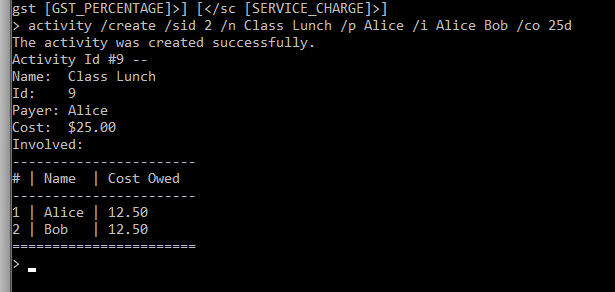 gst [GST_PERCENTAGE]>] [</sc [SERVICE_CHARGE]>]
> activity /create /sid 2 /n Class Lunch /p Alice /i Alice Bob /co 25d
The activity was created successfully.
Activity Id #9 --
Name:  Class Lunch
Id:    9
Payer: Alice
Cost:  $25.00
Involved:
-----------------------
# | Name  | Cost Owed
-----------------------
1 | Alice | 12.50
2 | Bob   | 12.50
=======================
> _